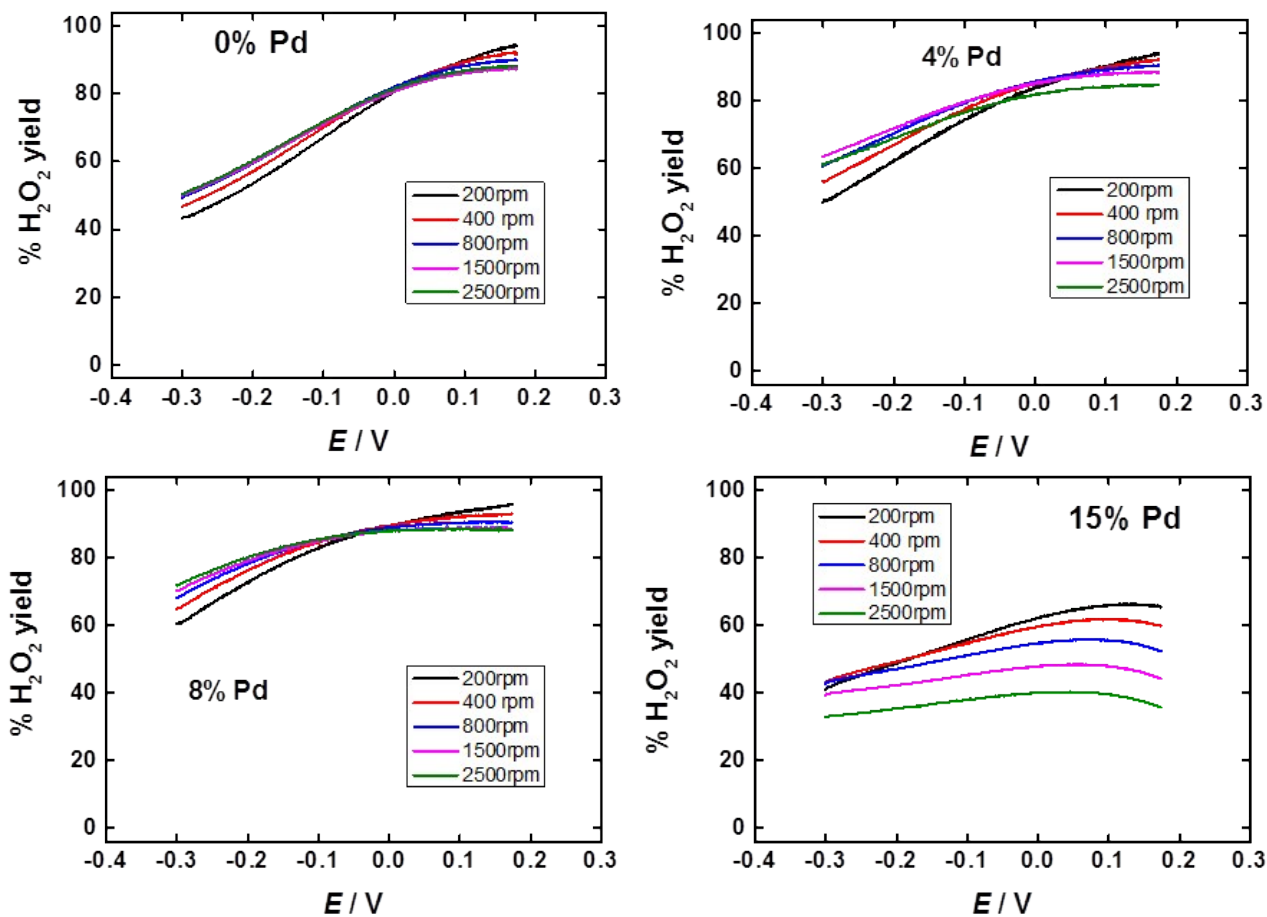 0% Pd
% H₂O₂ yield
100
80
60
40
20
0
200rpm
400 rpm
800rpm
1500rpm
2500rpm
-0.4 -0.3 -0.2 -0.1 0.0 0.1 0.2 0.3
E / V
4% Pd
% H₂O₂ yield
100
80
60
40
20
0
200rpm
400 rpm
800rpm
1500rpm
2500rpm
-0.4 -0.3 -0.2 -0.1 0.0 0.1 0.2 0.3
E / V
8% Pd
% H₂O₂ yield
100
80
60
40
20
0
200rpm
400 rpm
800rpm
1500rpm
2500rpm
-0.4 -0.3 -0.2 -0.1 0.0 0.1 0.2 0.3
E / V
15% Pd
% H₂O₂ yield
100
80
60
40
20
0
200rpm
400 rpm
800rpm
1500rpm
2500rpm
-0.4 -0.3 -0.2 -0.1 0.0 0.1 0.2 0.3
E / V